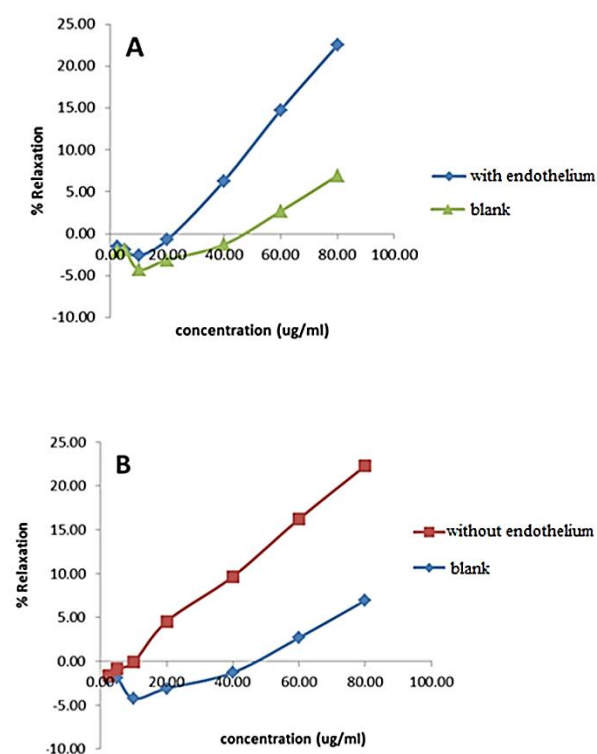 A
25.00
20.00
15.00
10.00
5.00
0.00
-5.00
-10.00
% Relaxation
0.00 20.00 40.00 60.00 80.00 100.00
concentration (ug/ml)
with endothelium
blank
B
25.00
20.00
15.00
10.00
5.00
0.00
-5.00
-10.00
% Relaxation
0.00 20.00 40.00 60.00 80.00 100.00
concentration (ug/ml)
without endothelium
blank